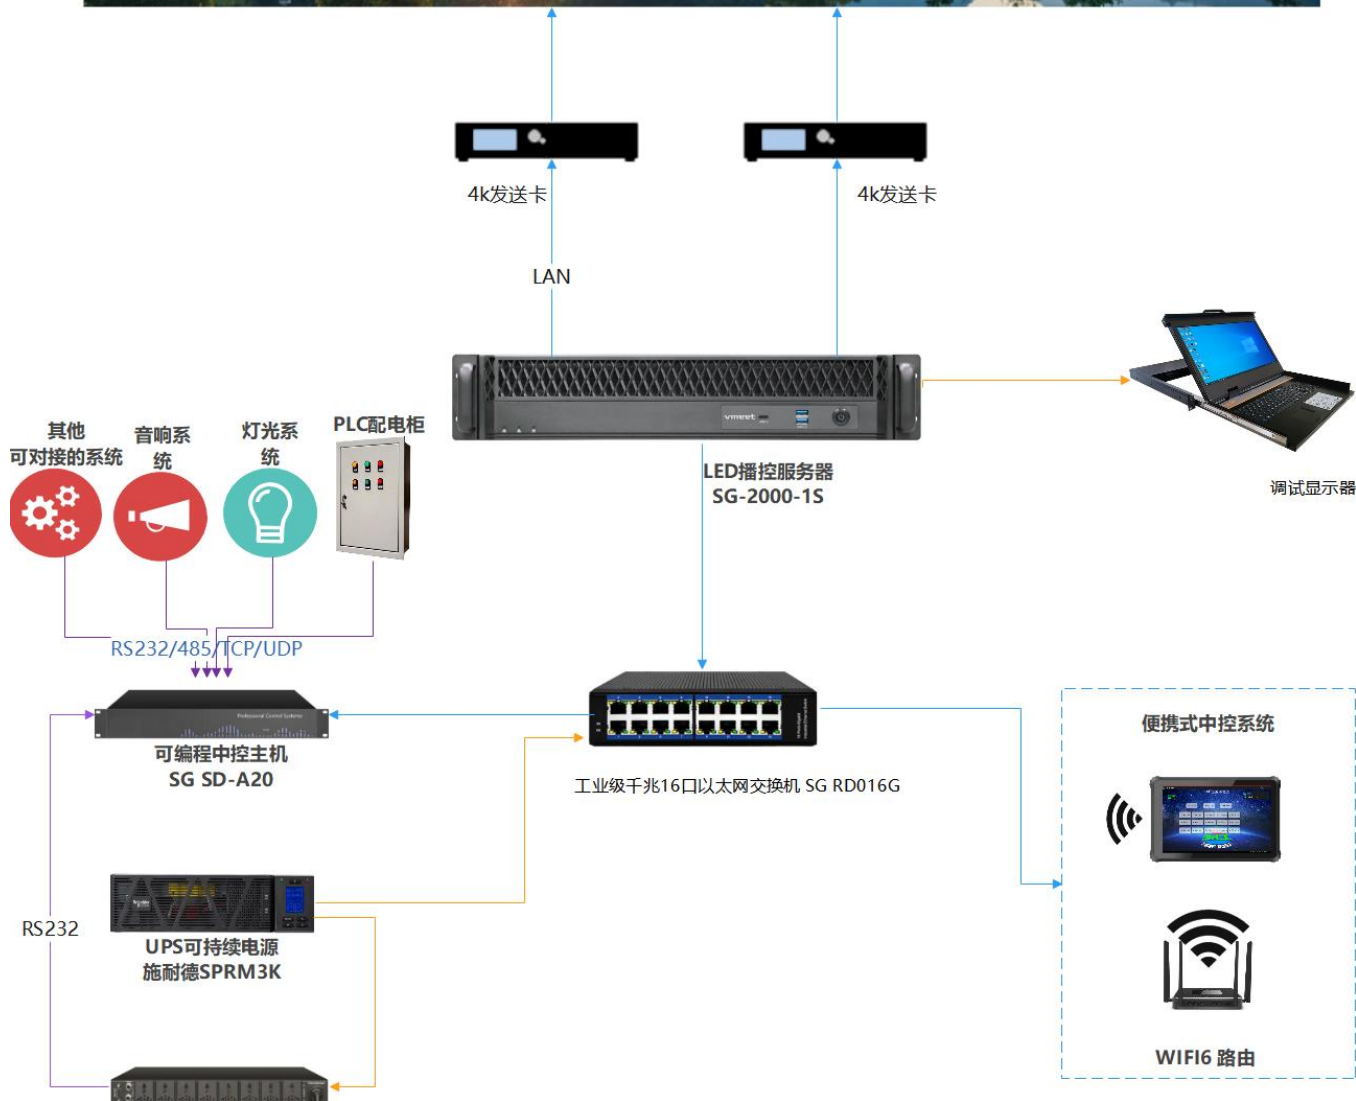 4k发送卡
4k发送卡
LAN
vmeet
LED播控服务器
SG-2000-1S
调试显示器
其他
可对接的系统
音响系
统
灯光系
统
PLC配电柜
RS232/485/TCP/UDP
Professional Control Systems
可编程中控主机
SG SD-A20
工业级千兆16口以太网交换机 SG RD016G
便携式中控系统
RS232
UPS可持续电源
施耐德SPRM3K
WIFI6 路由